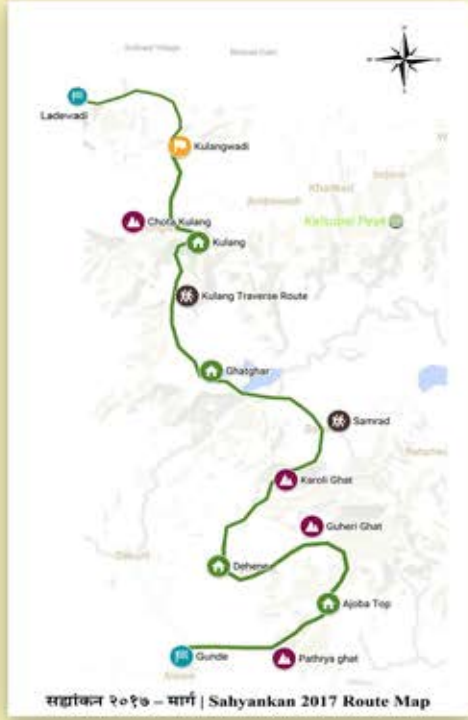 Ladewadi
Kulangwadi
Chota Kulang
Kulang
Kalsubai Peak
Kulang Traverse Route
Ghatghar
Samrad
Karoli Ghat
Guheri Ghat
Dehene
Ajoba Top
Gunde
Pathrya ghat
सह्यांकन २०१७ – मार्ग | Sahyankan 2017 Route Map